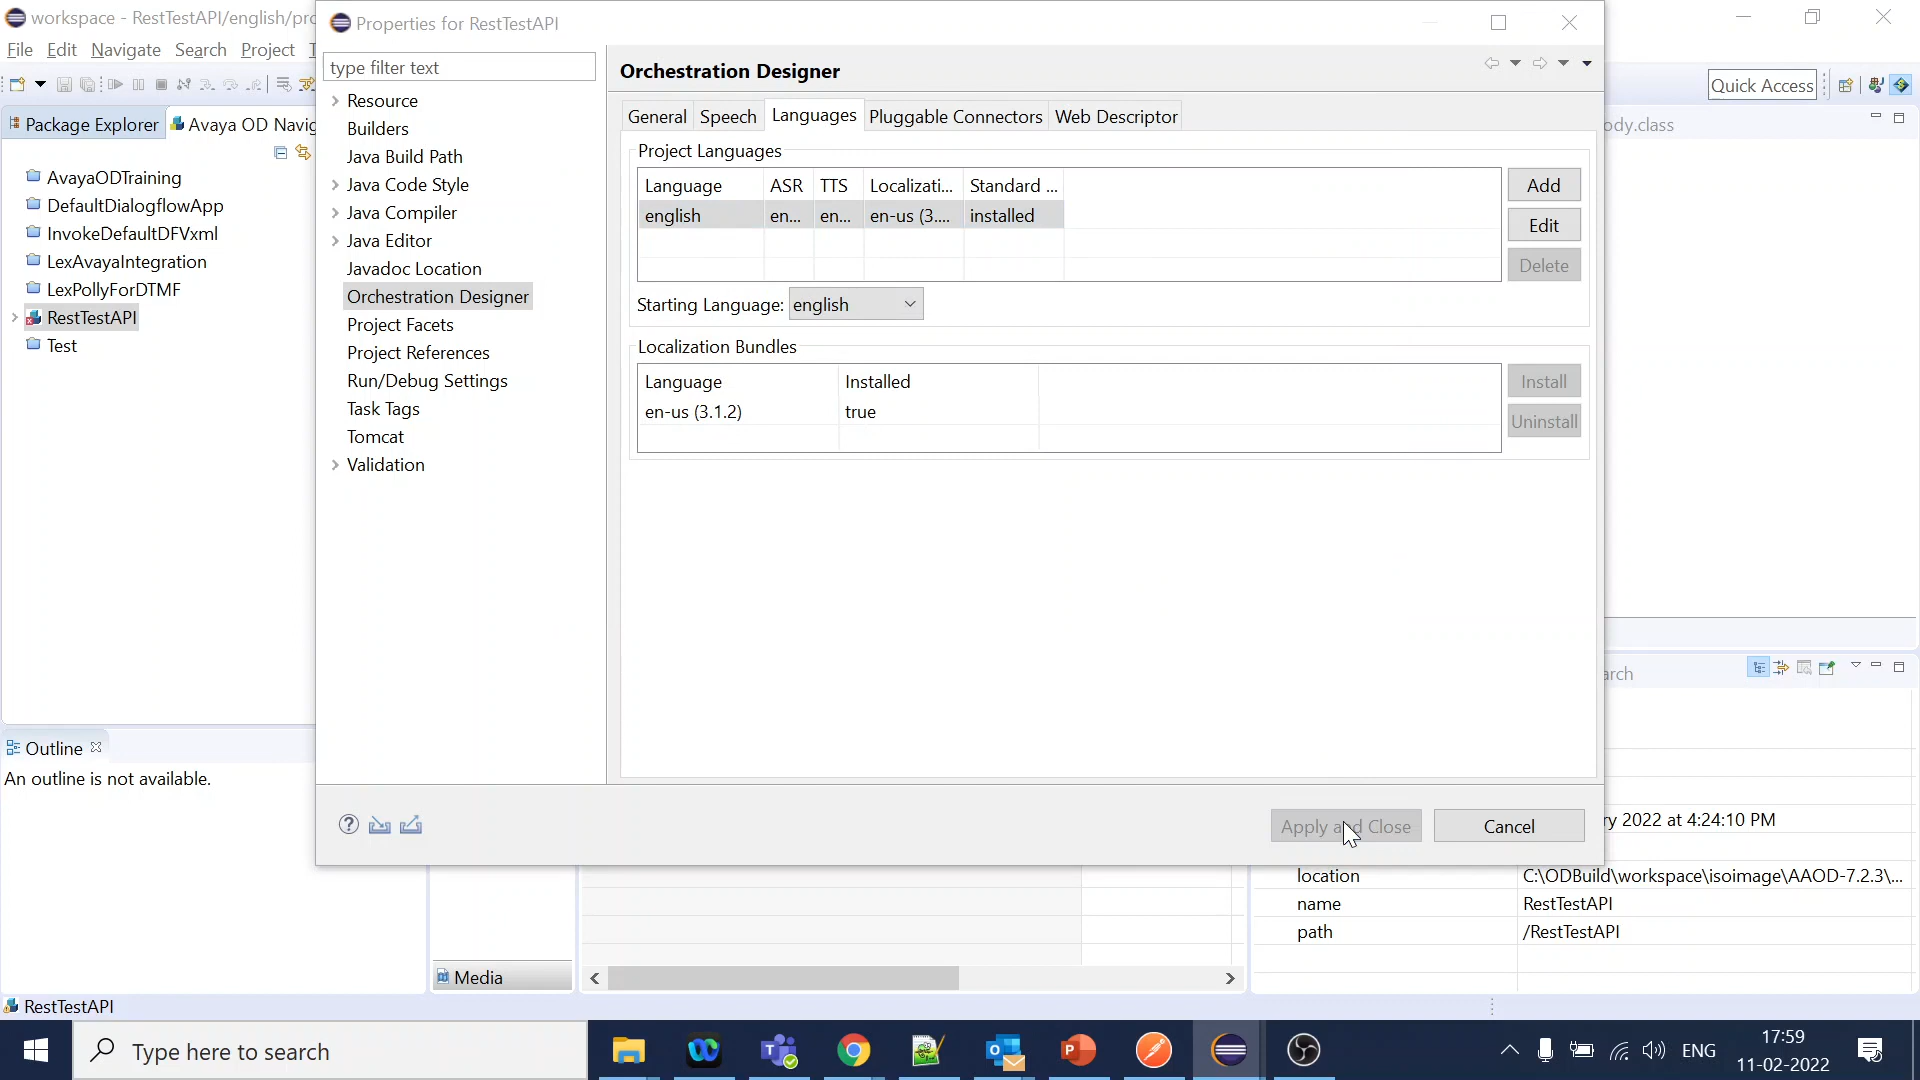 workspace - RestTestAPI/english/pro
File Edit Navigate Search Project
Quick Access
Package Explorer
Avaya OD Navig
AvayaODTraining
DefaultDialogflowApp
InvokeDefaultDFVxml
LexAvayaIntegration
LexPollyForDTMF
RestTestAPI
Test
Outline
An outline is not available.
Properties for RestTestAPI
type filter text
Resource
Builders
Java Build Path
Java Code Style
Java Compiler
Java Editor
Javadoc Location
Orchestration Designer
Project Facets
Project References
Run/Debug Settings
Task Tags
Tomcat
Validation
Orchestration Designer
General Speech Languages Pluggable Connectors Web Descriptor
Project Languages
Language ASR TTS Localizati... Standard ...
english en... en... en-us (3.... installed
Add
Edit
Delete
Starting Language: english
Localization Bundles
Language Installed
en-us (3.1.2) true
Install
Uninstall
Apply and Close
Cancel
ody.class
arch
ry 2022 at 4:24:10 PM
location C:\ODBuild\workspace\isoimage\AAOD-7.2.3\...
name RestTestAPI
path /RestTestAPI
Media
RestTestAPI
Type here to search
ENG
17:59
11-02-2022